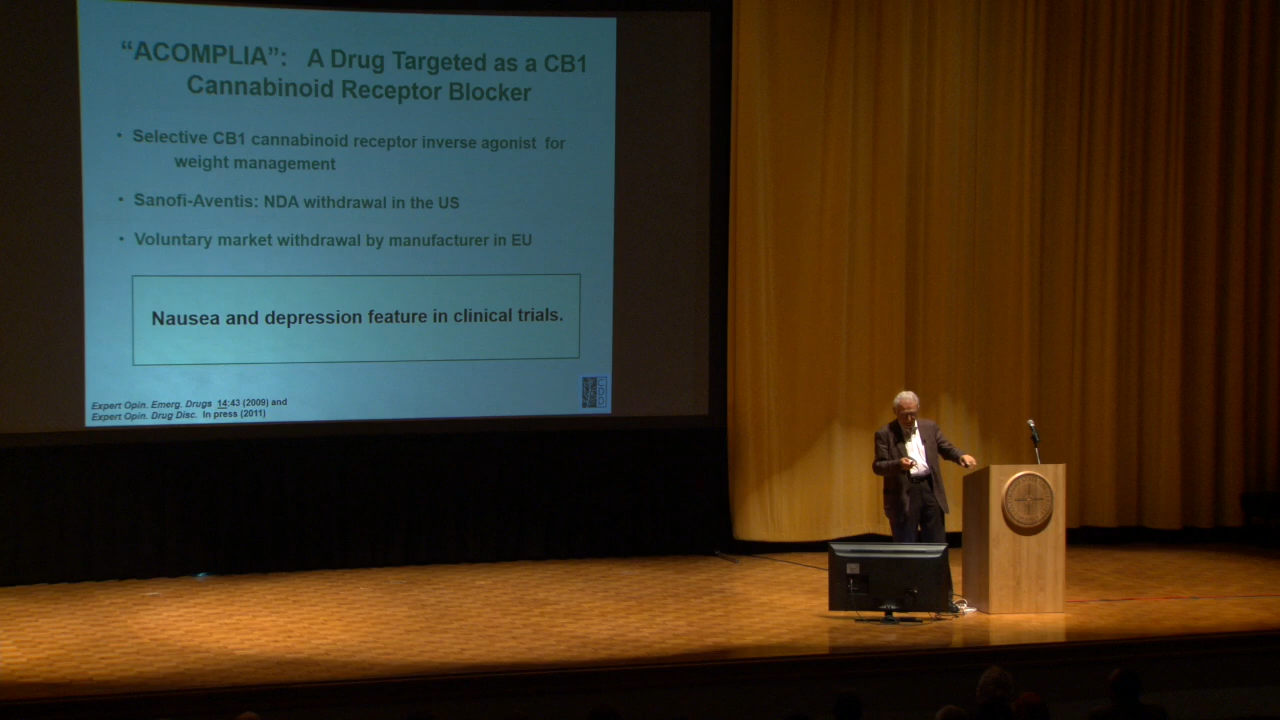 “ACOMPLIA”: A Drug Targeted as a CB1
Cannabinoid Receptor Blocker
• Selective CB1 cannabinoid receptor inverse agonist for
weight management
• Sanofi-Aventis: NDA withdrawal in the US
• Voluntary market withdrawal by manufacturer in EU
Nausea and depression feature in clinical trials.
Expert Opin. Emerg. Drugs 14:43 (2009) and
Expert Opin. Drug Disc. In press (2011)